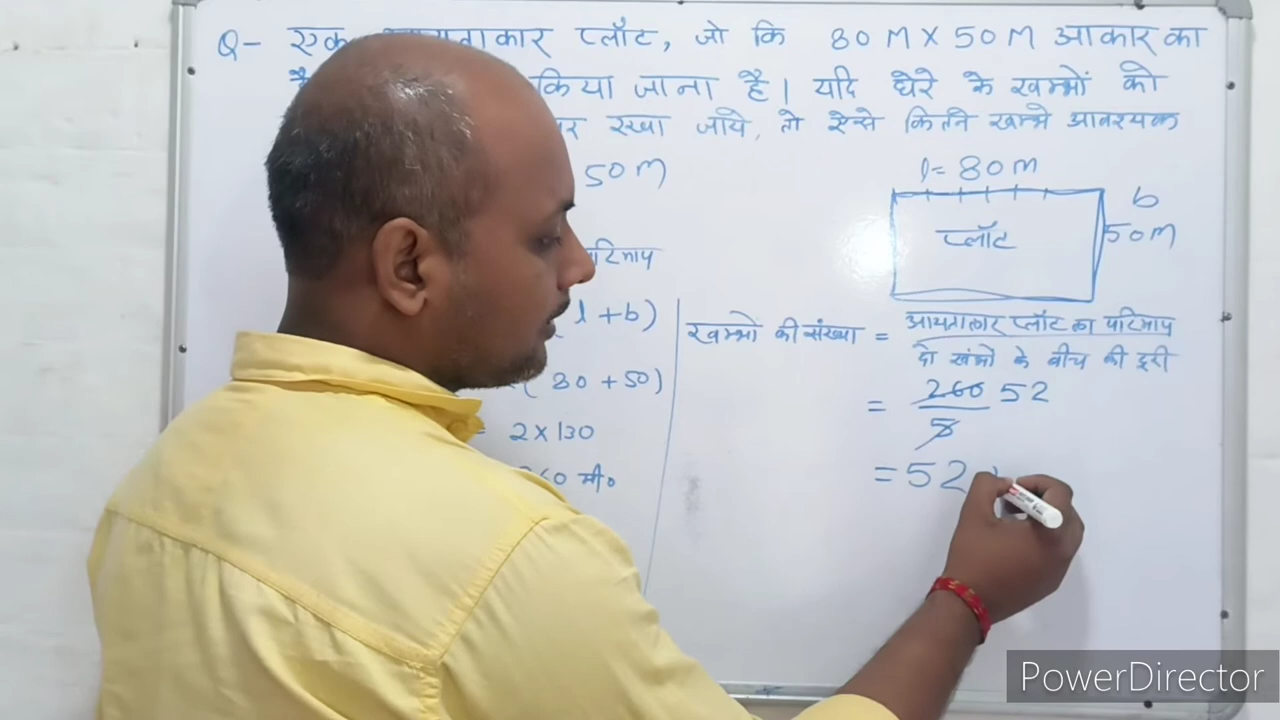 Q- एक आयताकार प्लॉट, जो कि 80 M X 50 M आकार का
किया जाना है। यदि घेरे के खम्भों को
पर रखा जाये, तो ऐसे कितने खम्भे आवश्यक
50 m
l = 80 m
b
50 m
प्लॉट
परिमाप
(l + b)
(80 + 50)
= 2 X 130
260 मी०
खम्भो की संख्या = आयताकार प्लॉट का परिमाप
दो खंभो के बीच की दूरी
= 260 52
5
= 52
PowerDirector